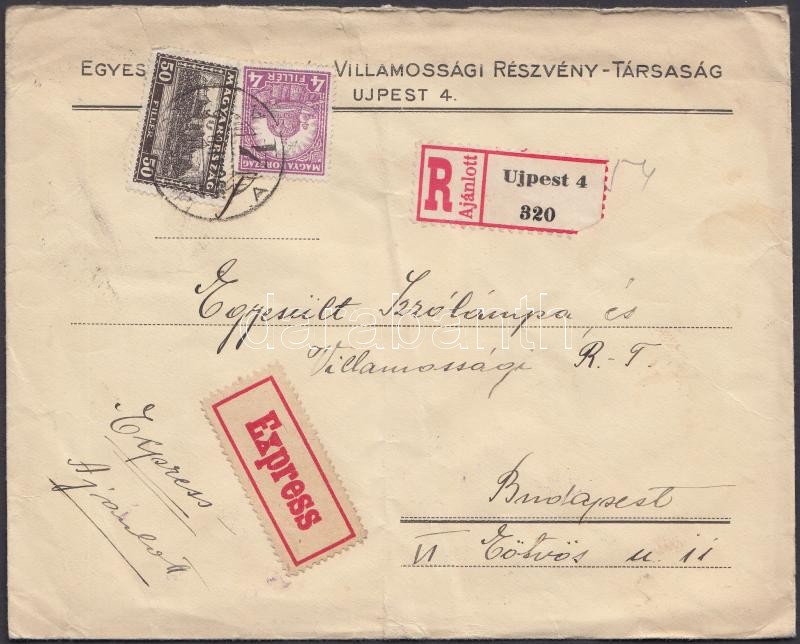 EGYES VILLAMOSSÁGI RÉSZVÉNY-TÁRSASÁG
UJPEST 4.
50 MAGYARORSZÁG 50
FILLÉR
4 FILLÉR 4
MAGYARORSZÁG
R Ajánlott
Ujpest 4
320
Egyesült Izzólámpa és
darabanth
Villamossági R.-T.
Express
Express
Ajánlott
Budapest
VI Eötvös u. 11